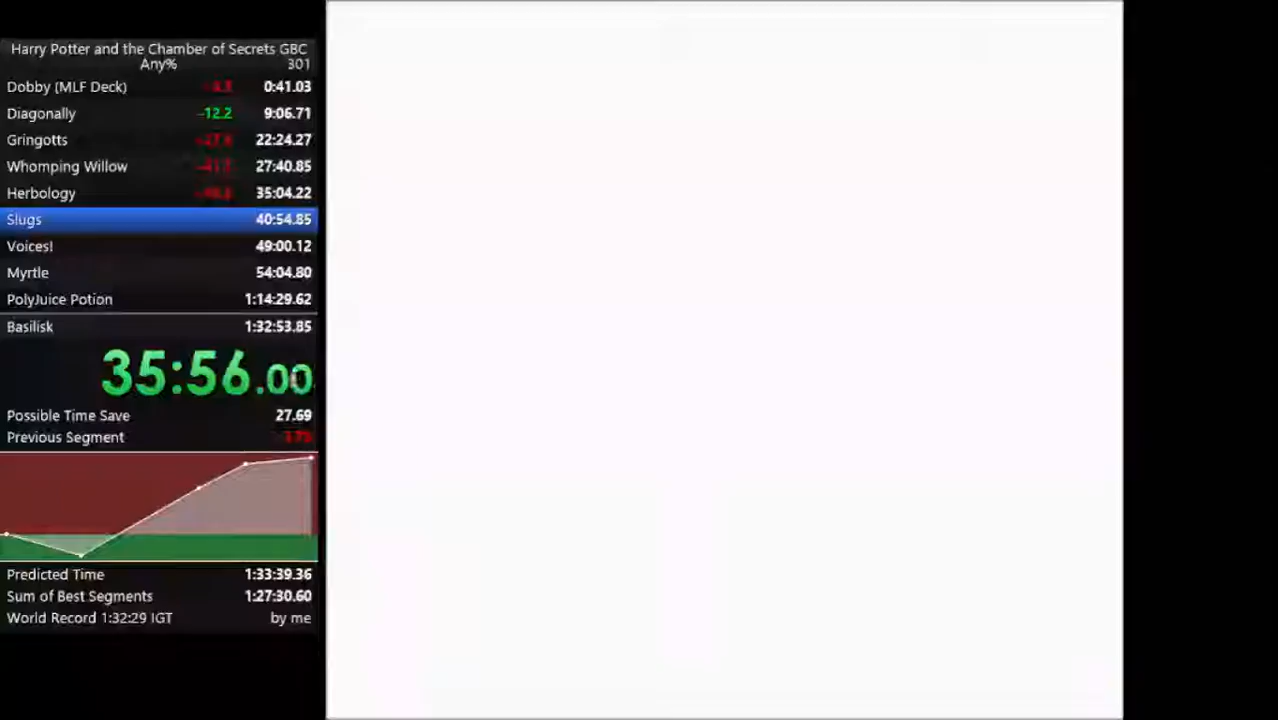 Harry Potter and the Chamber of Secrets GBC
Any% 301
Dobby (MLF Deck) 0:41.03
Diagonally -12.2 9:06.71
Gringotts 22:24.27
Whomping Willow 27:40.85
Herbology 35:04.22
Slugs 40:54.85
Voices! 49:00.12
Myrtle 54:04.80
PolyJuice Potion 1:14:29.62
Basilisk 1:32:53.85
35:56.00
Possible Time Save 27.69
Previous Segment
Predicted Time 1:33:39.36
Sum of Best Segments 1:27:30.60
World Record 1:32:29 IGT by me